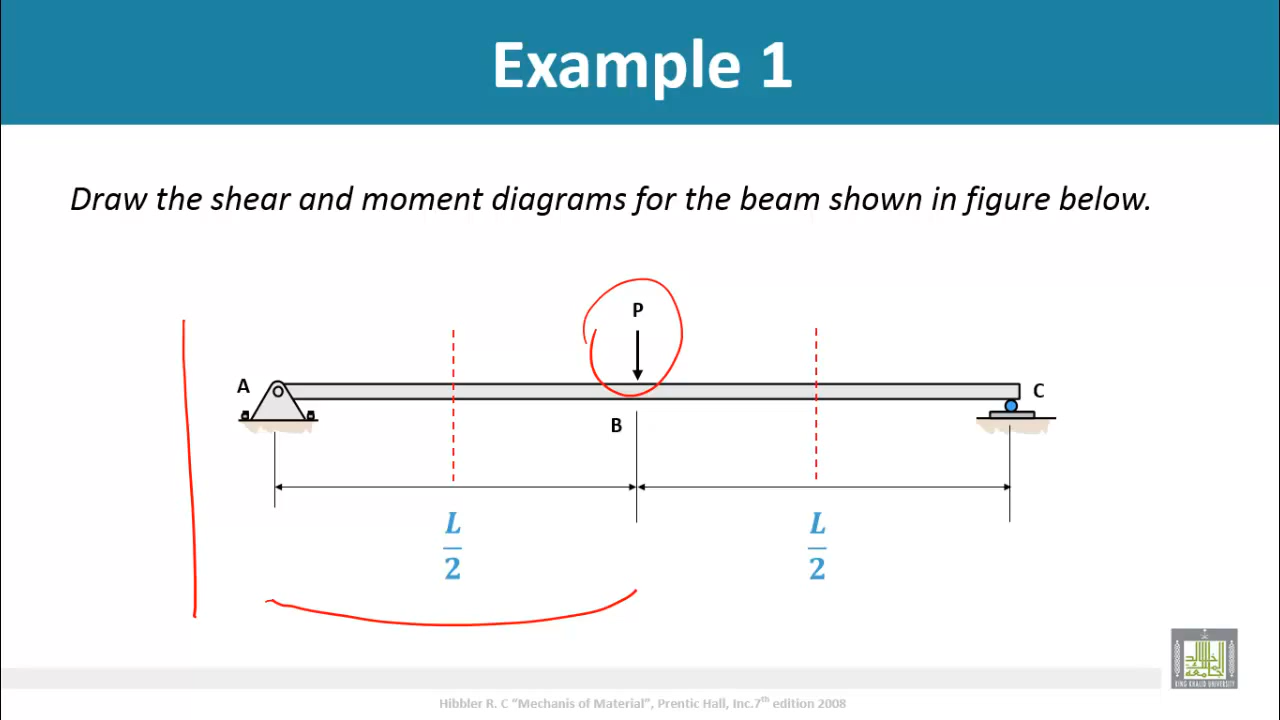 Example 1
Draw the shear and moment diagrams for the beam shown in figure below.
P
A
C
B
L/2
L/2
KING KHALID UNIVERSITY
Hibbler R. C “Mechanis of Material”, Prentic Hall, Inc.7th edition 2008